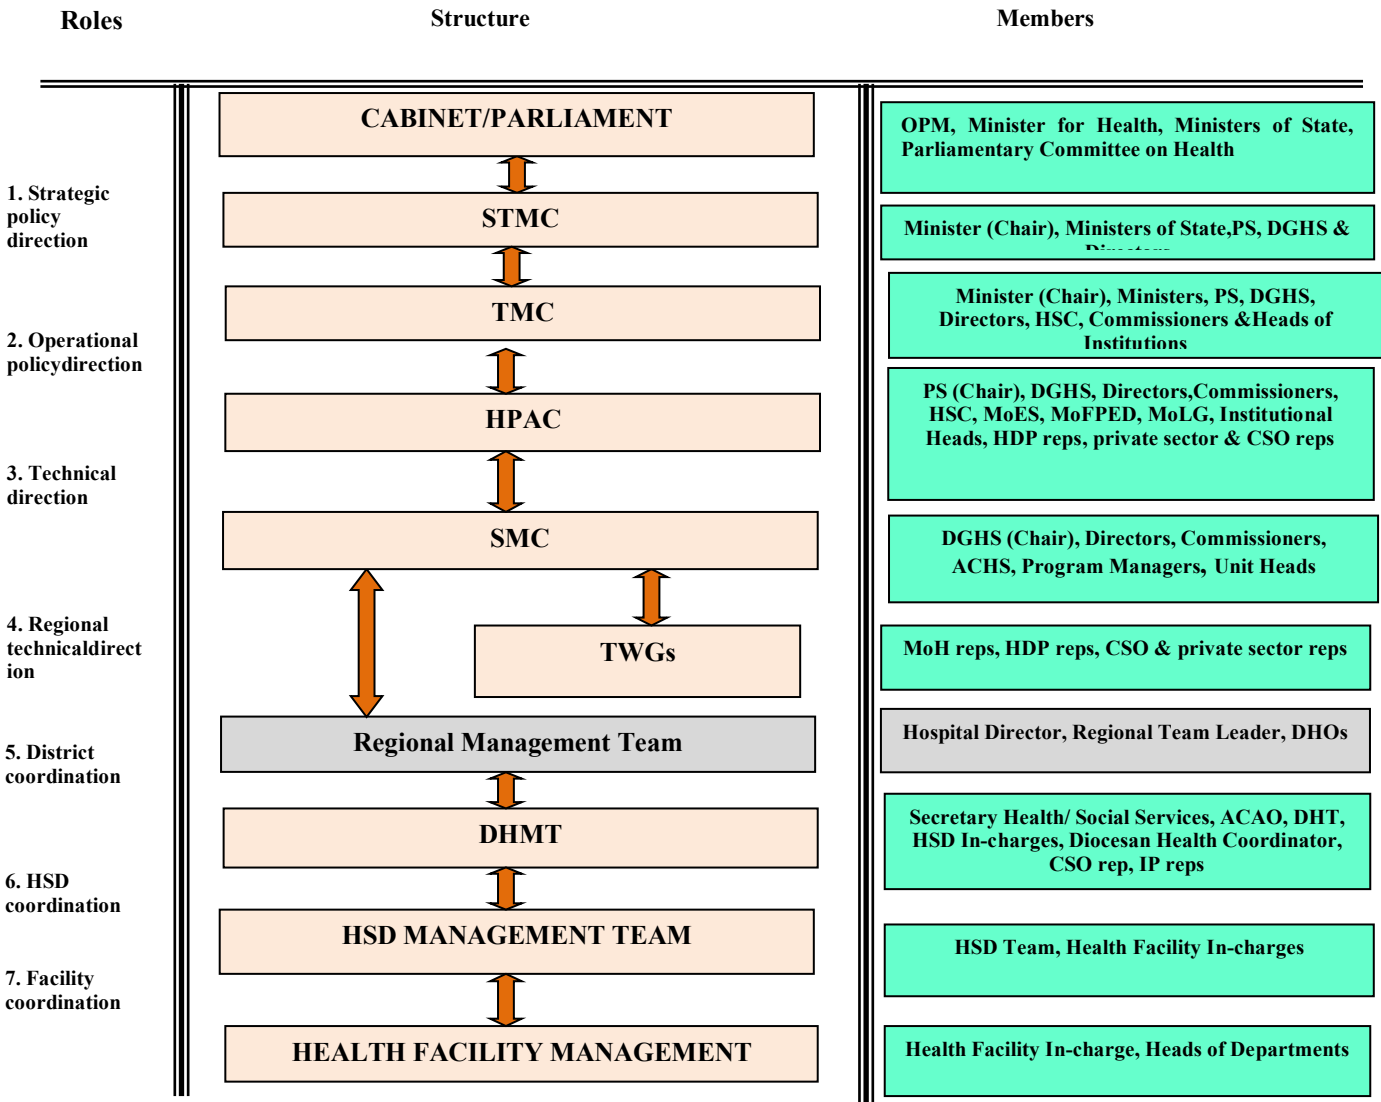 Roles
Structure
Members
1. Strategic
policy
direction
2. Operational
policydirection
3. Technical
direction
4. Regional
technicaldirect
ion
5. District
coordination
6. HSD
coordination
7. Facility
coordination
CABINET/PARLIAMENT
STMC
TMC
HPAC
SMC
TWGs
Regional Management Team
DHMT
HSD MANAGEMENT TEAM
HEALTH FACILITY MANAGEMENT
OPM, Minister for Health, Ministers of State,
Parliamentary Committee on Health
Minister (Chair), Ministers of State,PS, DGHS &
Directors
Minister (Chair), Ministers, PS, DGHS,
Directors, HSC, Commissioners &Heads of
Institutions
PS (Chair), DGHS, Directors,Commissioners,
HSC, MoES, MoFPED, MoLG, Institutional
Heads, HDP reps, private sector & CSO reps
DGHS (Chair), Directors, Commissioners,
ACHS, Program Managers, Unit Heads
MoH reps, HDP reps, CSO & private sector reps
Hospital Director, Regional Team Leader, DHOs
Secretary Health/ Social Services, ACAO, DHT,
HSD In-charges, Diocesan Health Coordinator,
CSO rep, IP reps
HSD Team, Health Facility In-charges
Health Facility In-charge, Heads of Departments